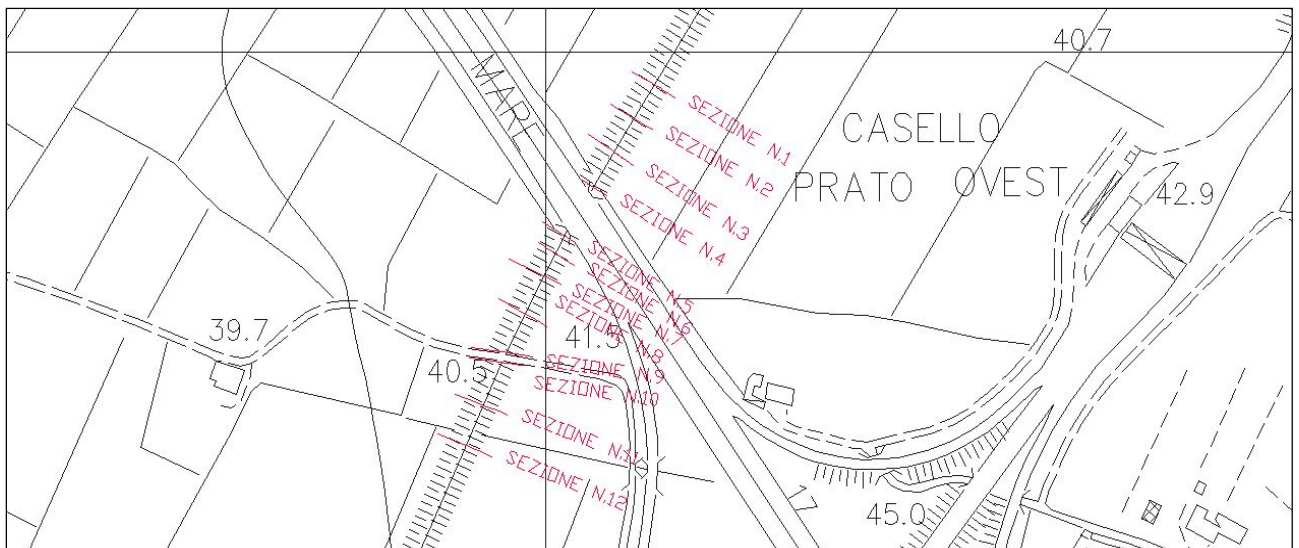 40.7
MARE
SEZIONE N.1
CASELLO
SEZIONE N.2
PRATO OVEST
42.9
SEZIONE N.3
SEZIONE N.4
SEZIONE N.5
SEZIONE N.6
SEZIONE N.7
39.7
41.5
SEZIONE N.8
40.5
SEZIONE N.9
SEZIONE N.10
SEZIONE N.11
SEZIONE N.12
45.0